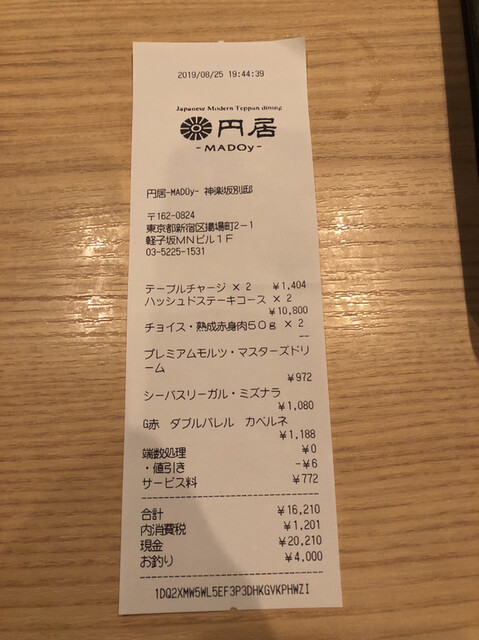 2019/08/25 19:44:39
Japanese Modern Teppan dining
円居
-MADOy-
円居-MADOy- 神楽坂別邸
〒162-0824
東京都新宿区揚場町2-1
軽子坂MNビル1F
03-5225-1531
テーブルチャージ × 2 ¥1,404
ハッシュドステーキコース × 2
¥10,800
チョイス・熟成赤身肉50g × 2
--
プレミアムモルツ・マスターズドリ
ーム
¥972
シーバスリーガル・ミズナラ
¥1,080
G赤 ダブルバレル カベルネ
¥1,188
端数処理 ¥0
・値引き -¥6
サービス料 ¥772
合計 ¥16,210
内消費税 ¥1,201
現金 ¥20,210
お釣り ¥4,000
1DQ2XMW5WL5EF3P3DHKGVKPHWZI